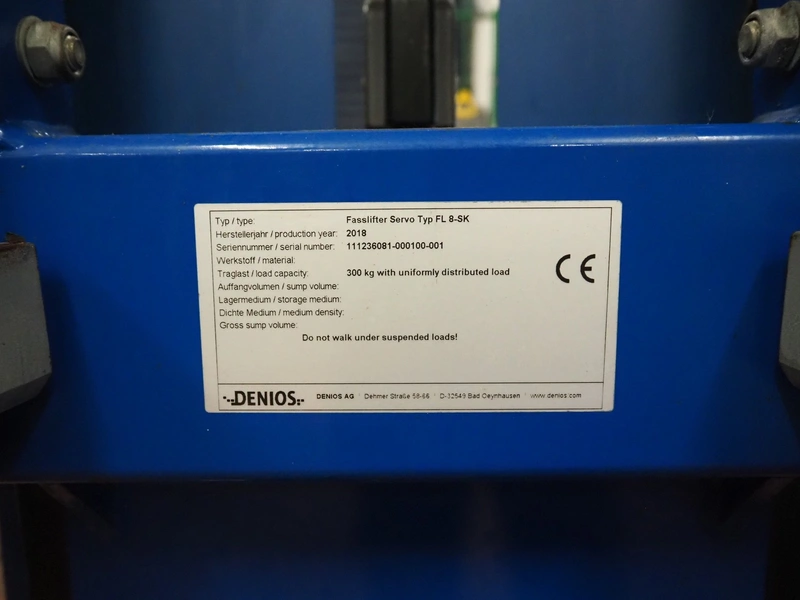 Typ / type: Fasslifter Servo Typ FL 8-SK
Herstellerjahr / production year: 2018
Seriennummer / serial number: 111236081-000100-001
Werkstoff / material:
Traglast / load capacity: 300 kg with uniformly distributed load
Auffangvolumen / sump volume:
Lagermedium / storage medium:
Dichte Medium / medium density:
Gross sump volume:
Do not walk under suspended loads!
CE
DENIOS
DENIOS AG · Dehmer Straße 58-66 · D-32549 Bad Oeynhausen · www.denios.com